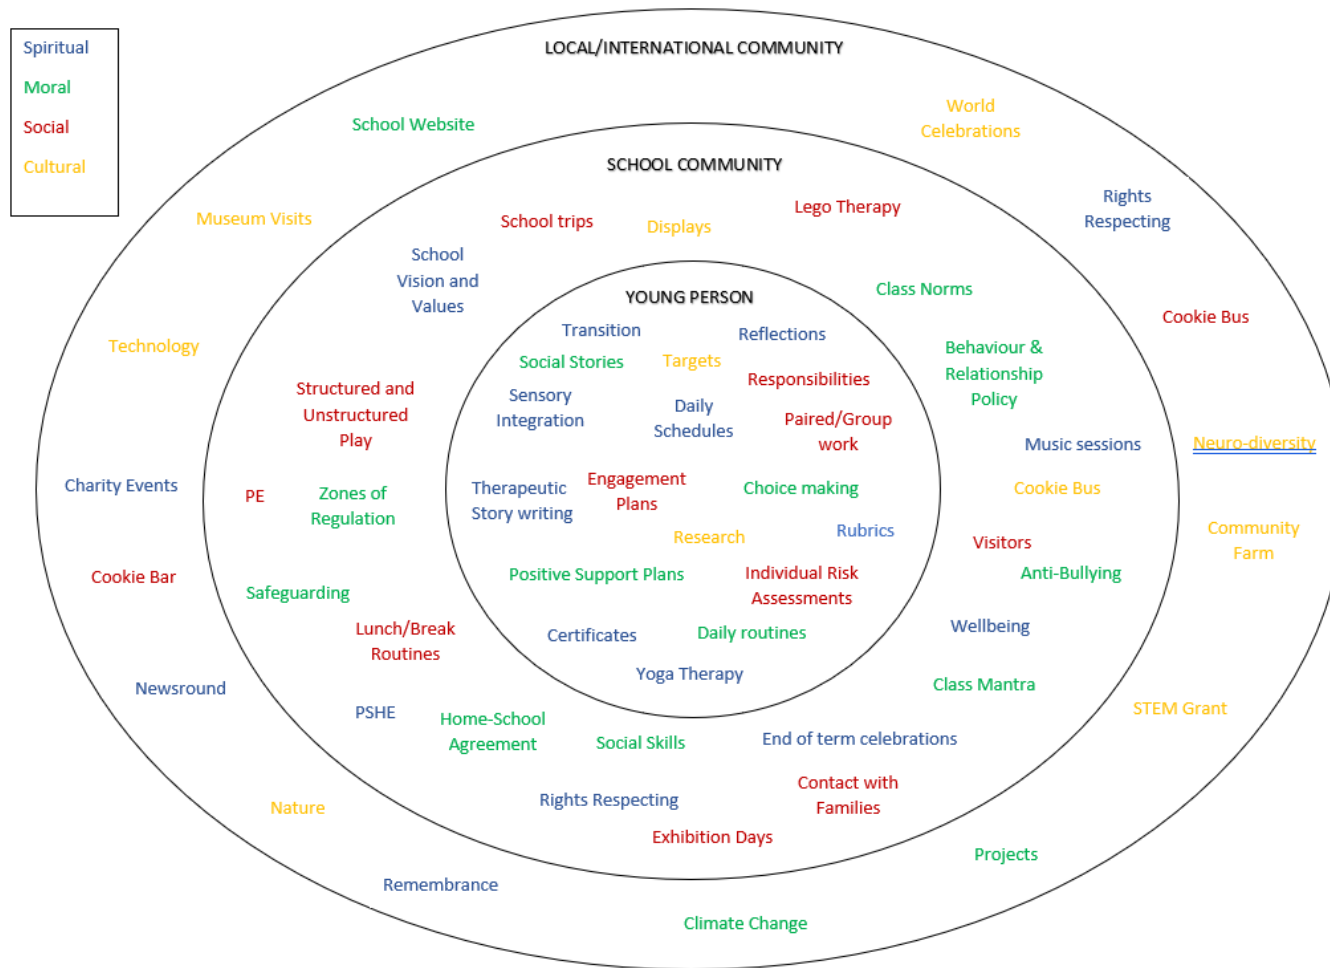 Spiritual
Moral
Social
Cultural
LOCAL/INTERNATIONAL COMMUNITY
School Website
World
Celebrations
Museum Visits
Rights
Respecting
Technology
Cookie Bus
Charity Events
Neuro-diversity
Cookie Bar
Community
Farm
Newsround
STEM Grant
Nature
Projects
Remembrance
Climate Change
SCHOOL COMMUNITY
School trips
Displays
Lego Therapy
School
Vision and
Values
Class Norms
Structured and
Unstructured
Play
Behaviour &
Relationship
Policy
Music sessions
PE
Zones of
Regulation
Cookie Bus
Visitors
Anti-Bullying
Safeguarding
Lunch/Break
Routines
Wellbeing
Class Mantra
PSHE
Home-School
Agreement
Social Skills
End of term celebrations
Rights Respecting
Contact with
Families
Exhibition Days
YOUNG PERSON
Transition
Reflections
Social Stories
Targets
Responsibilities
Sensory
Integration
Daily
Schedules
Paired/Group
work
Therapeutic
Story writing
Engagement
Plans
Choice making
Research
Rubrics
Positive Support Plans
Individual Risk
Assessments
Certificates
Daily routines
Yoga Therapy